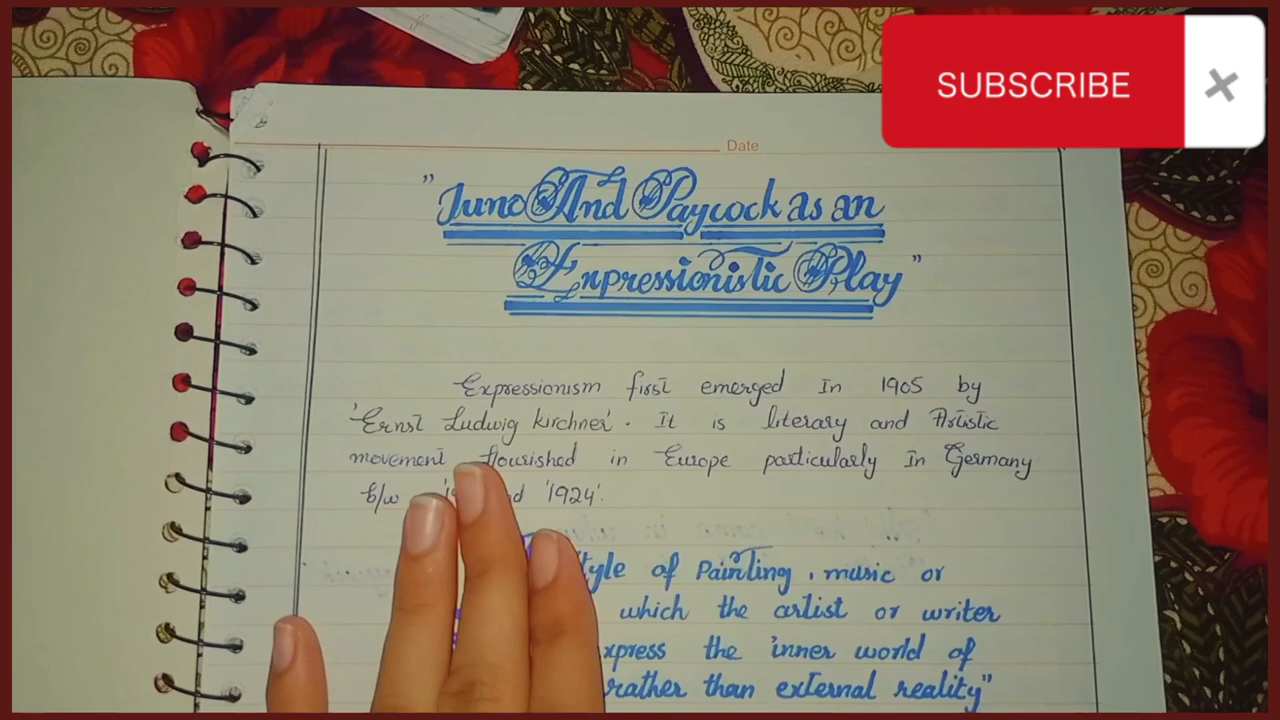 SUBSCRIBE
Date
"Juno And Paycock as an
Expressionistic Play"
Expressionism first emerged In 1905 by
'Ernst Ludwig Kirchner'. It is literary and Artistic
movement flourished in Europe particularly In Germany
b/w '1924'.
of Painting, music or
which the artist or writer
the inner world of
rather than external reality"